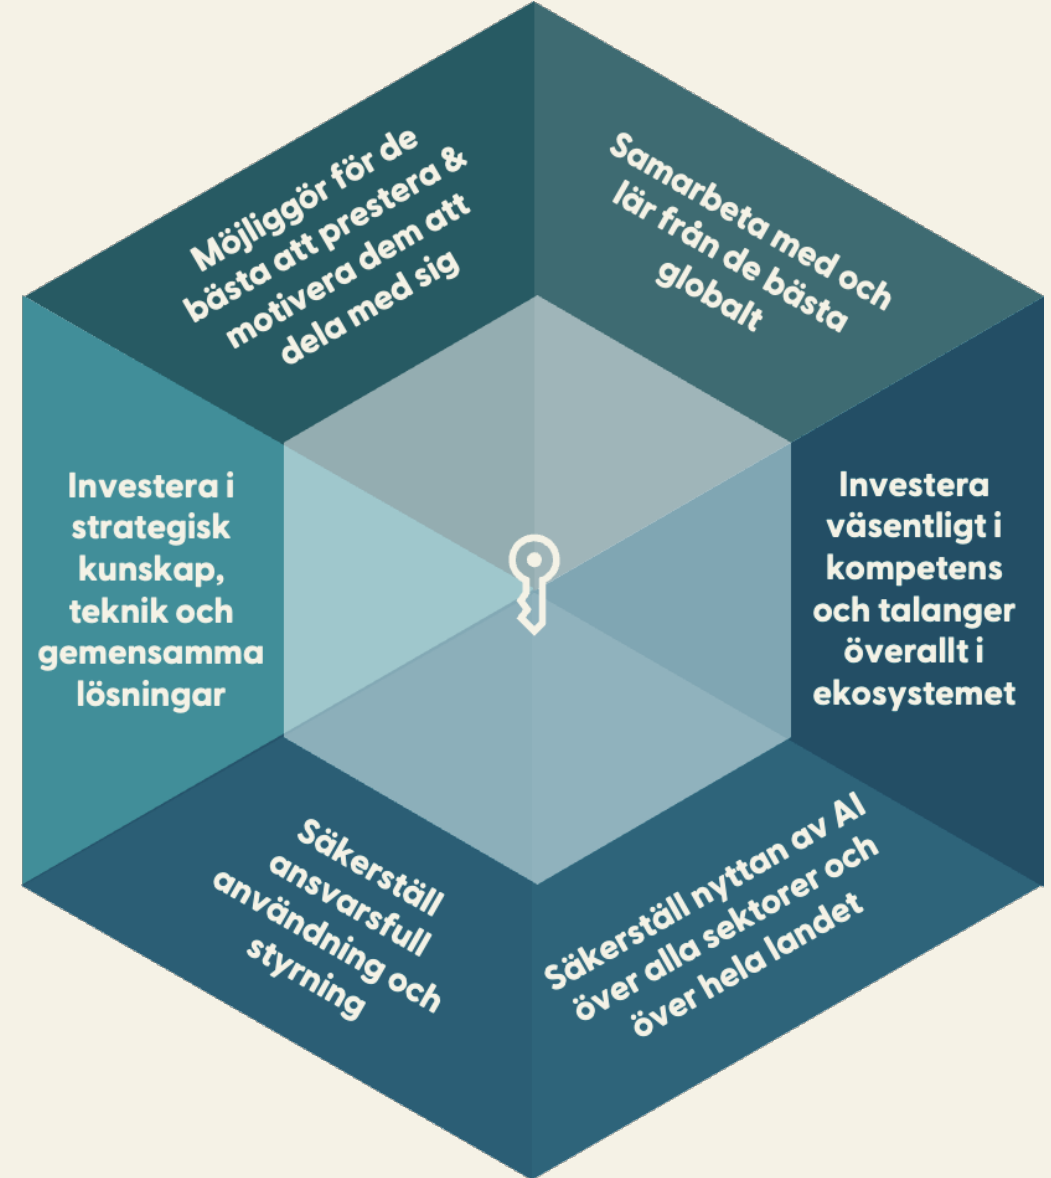 Möjliggör för de
bästa att prestera &
motivera dem att
dela med sig
Samarbeta med och
lär från de bästa
globalt
Investera i
strategisk
kunskap,
teknik och
gemensamma
lösningar
Investera
väsentligt i
kompetens
och talanger
överallt i
ekosystemet
Säkerställ
ansvarsfull
användning och
styrning
Säkerställ nyttan av AI
över alla sektorer och
över hela landet